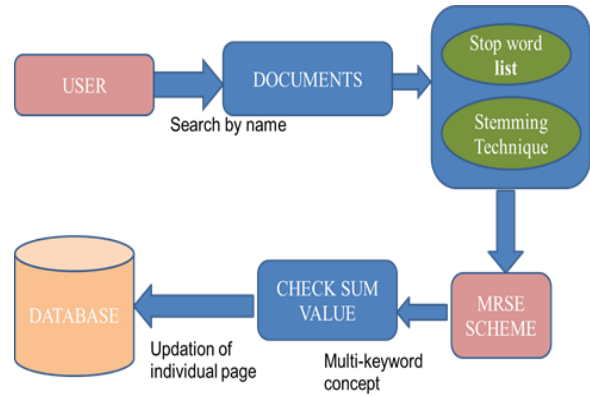 USER
Search by name
DOCUMENTS
Stop word
list
Stemming
Technique
MRSE
SCHEME
Multi-keyword
concept
CHECK SUM
VALUE
Updation of
individual page
DATABASE